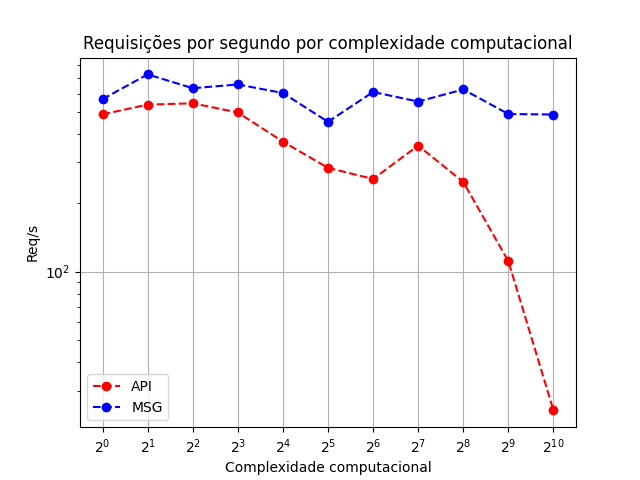 Requisições por segundo por complexidade computacional
Req/s
10²
API
MSG
2⁰ 2¹ 2² 2³ 2⁴ 2⁵ 2⁶ 2⁷ 2⁸ 2⁹ 2¹⁰
Complexidade computacional